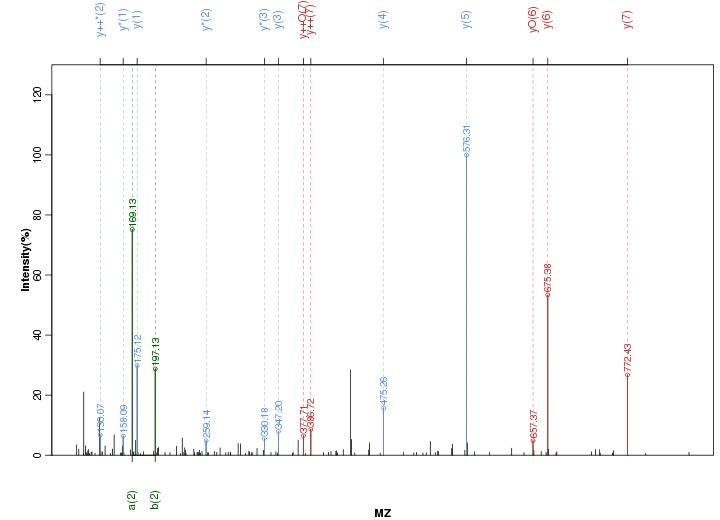 y++*(2)
y*(1)
y(1)
y*(2)
y*(3)
y(3)
y++O(7)
y++(7)
y(4)
y(5)
yO(6)
y(6)
y(7)
Intensity(%)
0
20
40
60
80
100
120
130.07
158.09
169.13
175.12
197.13
259.14
330.18
347.20
377.71
386.72
475.26
576.31
657.37
675.38
772.43
a(2)
b(2)
MZ